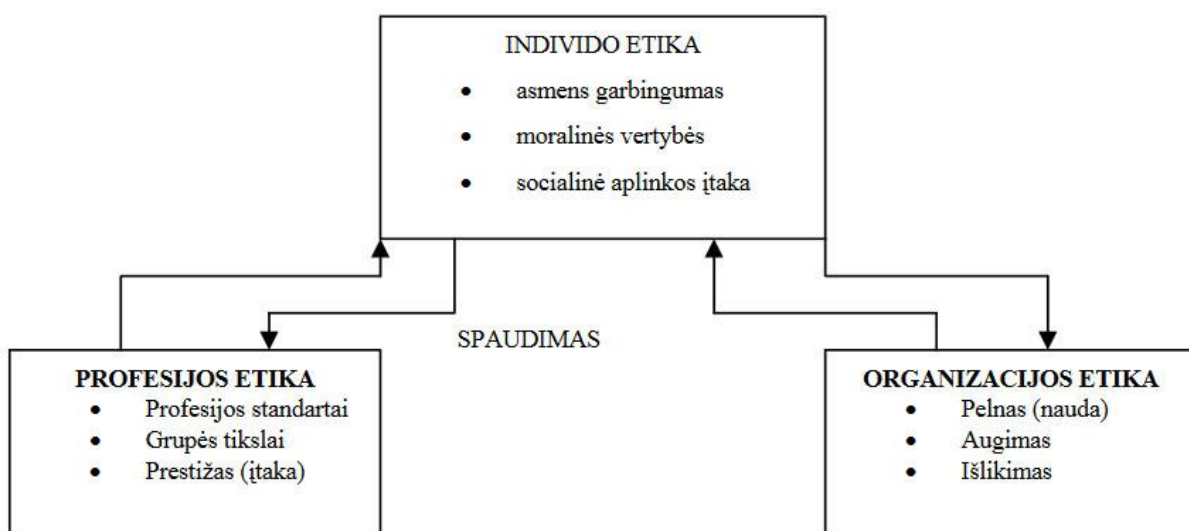 INDIVIDO ETIKA
• asmens garbingumas
• moralinės vertybės
• socialinė aplinkos įtaka
SPAUDIMAS
PROFESIJOS ETIKA
• Profesijos standartai
• Grupės tikslai
• Prestižas (įtaka)
ORGANIZACIJOS ETIKA
• Pelnas (nauda)
• Augimas
• Išlikimas